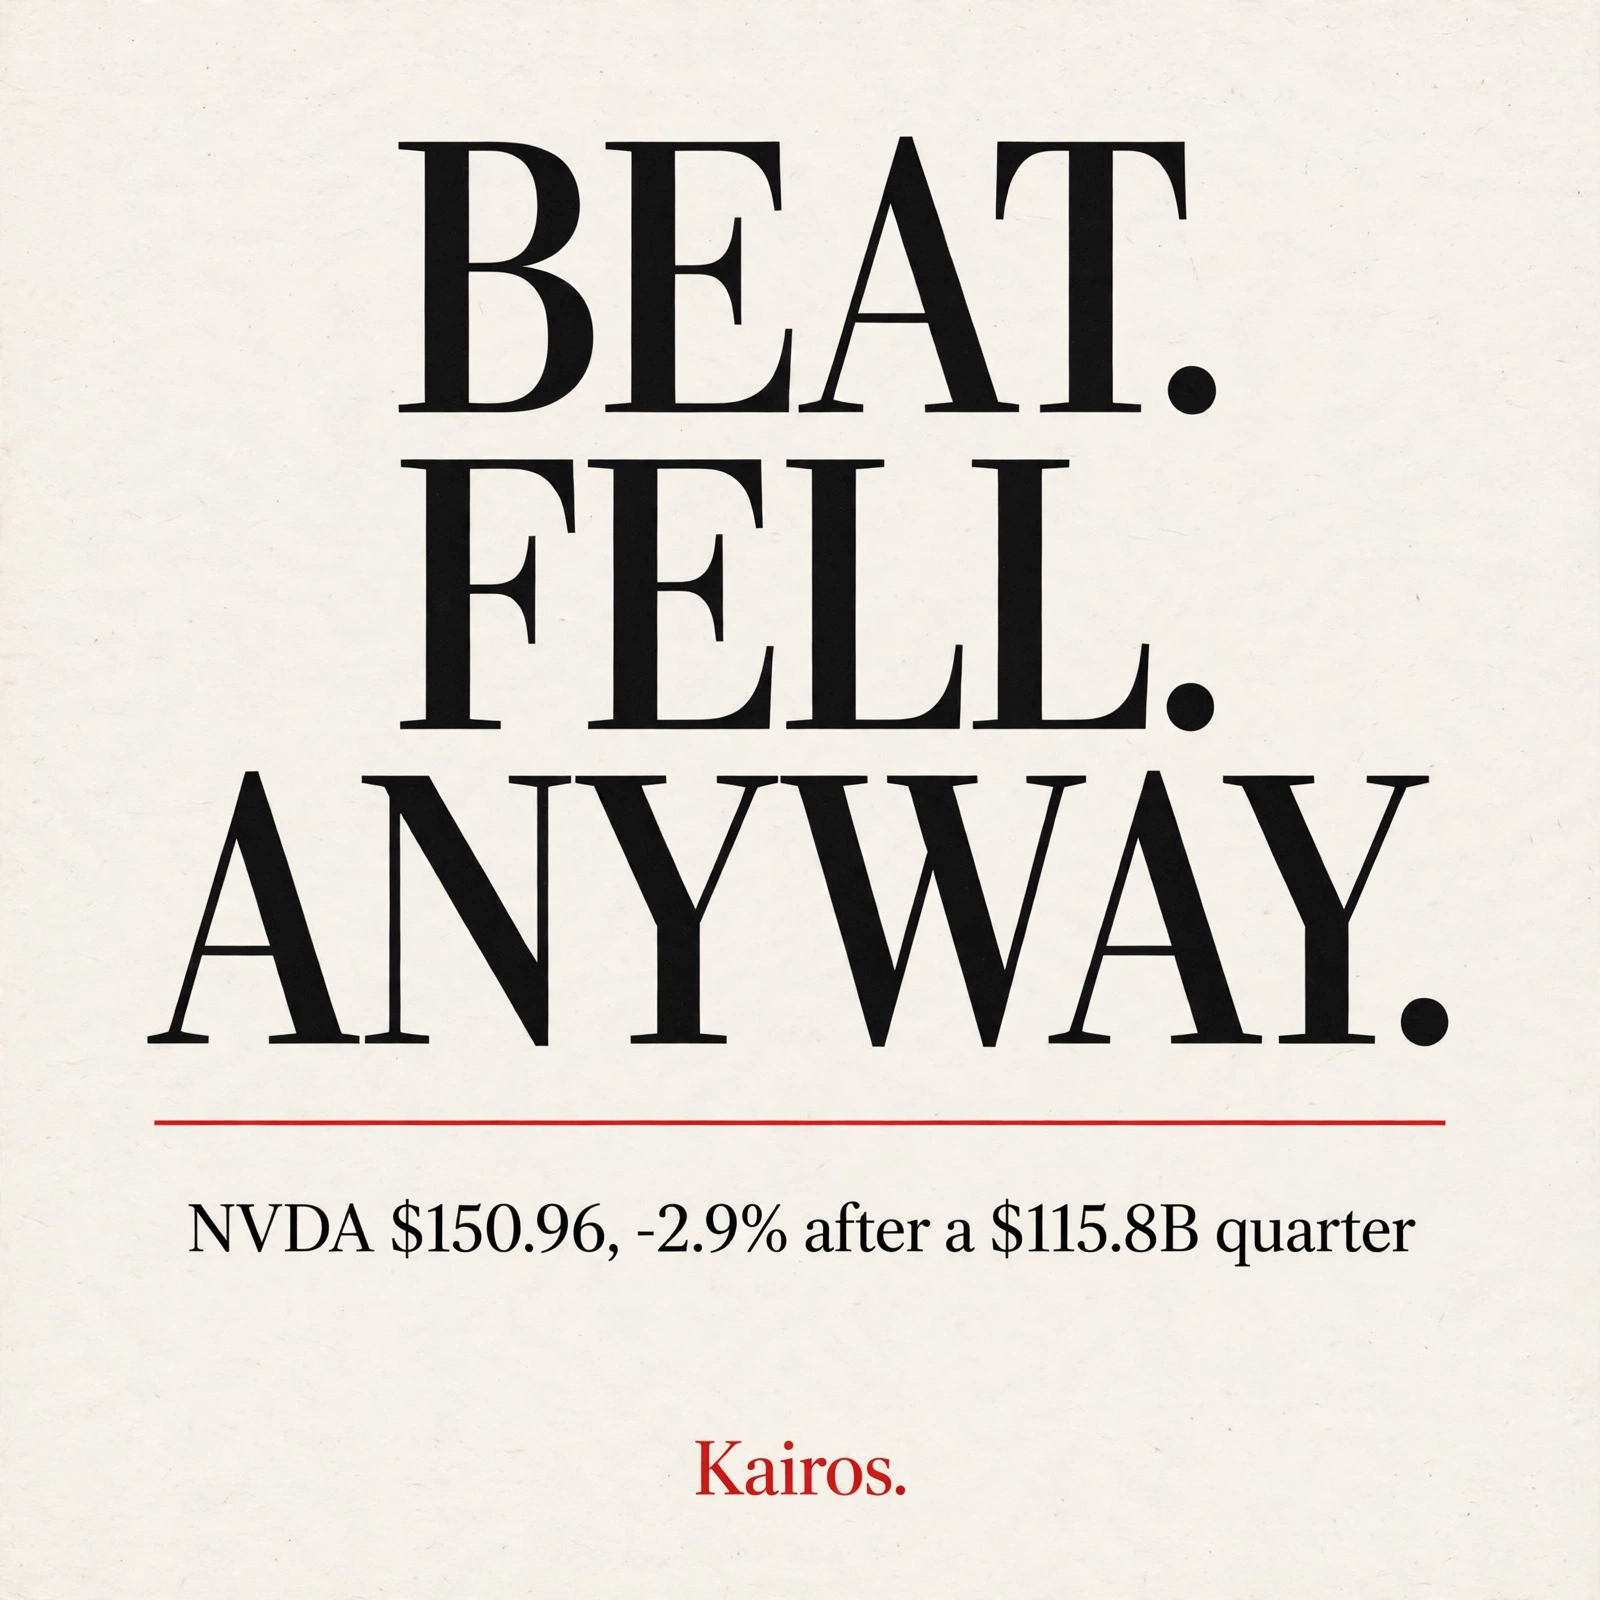 BEAT.
FELL.
ANYWAY.
NVDA $150.96, -2.9% after a $115.8B quarter
Kairos.